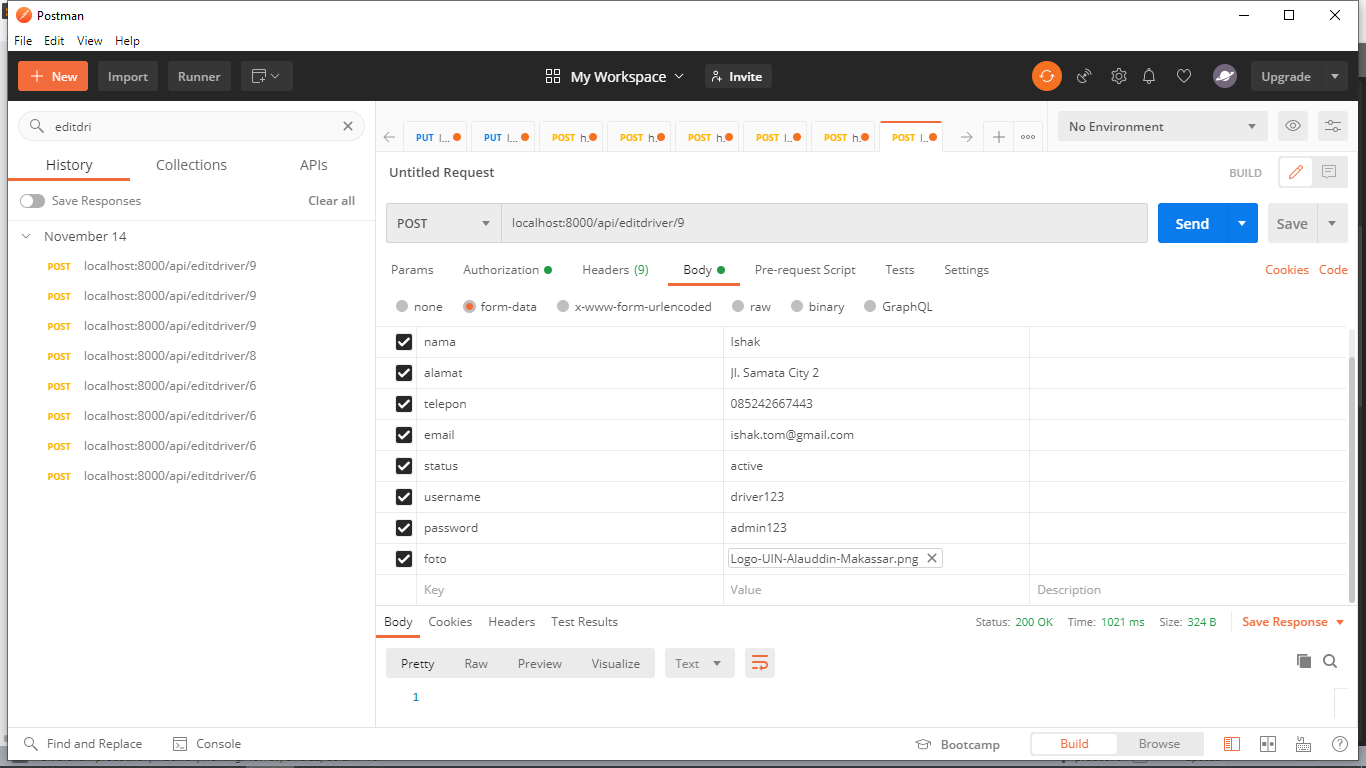 Postman
File Edit View Help
New Import Runner My Workspace Invite Upgrade
editdri
History Collections APIs
Save Responses Clear all
November 14
POST localhost:8000/api/editdriver/9
POST localhost:8000/api/editdriver/9
POST localhost:8000/api/editdriver/9
POST localhost:8000/api/editdriver/8
POST localhost:8000/api/editdriver/6
POST localhost:8000/api/editdriver/6
POST localhost:8000/api/editdriver/6
POST localhost:8000/api/editdriver/6
PUT l... PUT l... POST h. POST h. POST h. POST l.. POST h. POST l.. No Environment
Untitled Request BUILD
POST localhost:8000/api/editdriver/9 Send Save
Params Authorization Headers (9) Body Pre-request Script Tests Settings Cookies Code
none form-data x-www-form-urlencoded raw binary GraphQL
nama Ishak
alamat Jl. Samata City 2
telepon 085242667443
email ishak.tom@gmail.com
status active
username driver123
password admin123
foto Logo-UIN-Alauddin-Makassar.png
Key Value Description
Body Cookies Headers Test Results Status: 200 OK Time: 1021 ms Size: 324 B Save Response
Pretty Raw Preview Visualize Text
1
Find and Replace Console Bootcamp Build Browse